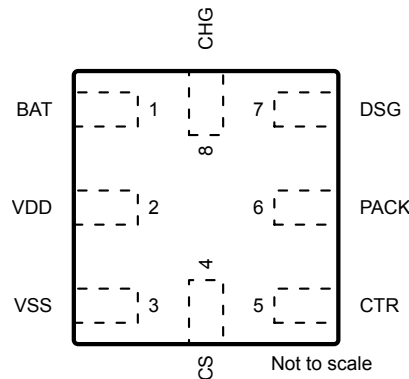 CHG
BAT 1 7 DSG
8
VDD 2 6 PACK
4
VSS 3 5 CTR
CS
Not to scale